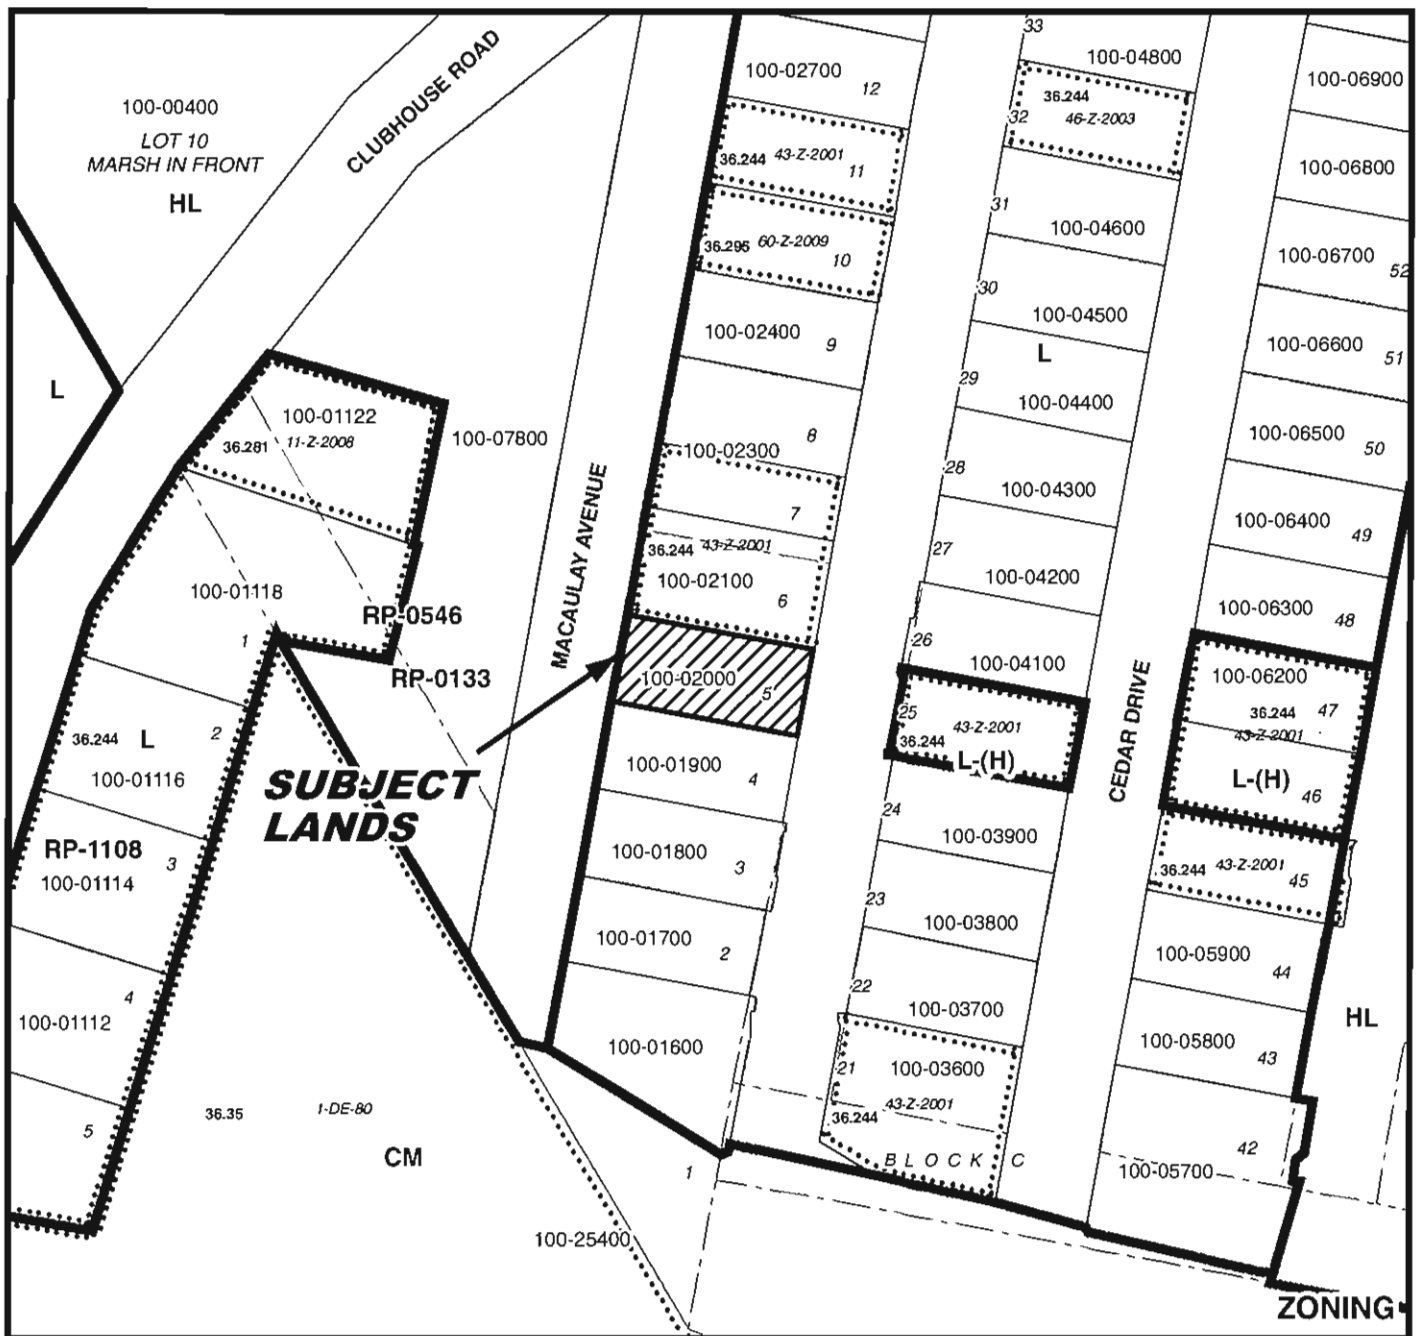 100-00400
LOT 10
MARSH IN FRONT
HL
CLUBHOUSE ROAD
L
100-01122
36.281 11-Z-2008
100-07800
100-01118
1
RP-0546
RP-0133
2
36.244 L
100-01116
RP-1108
3
100-01114
4
100-01112
5
36.35
1-DE-80
CM
100-25400
SUBJECT
LANDS
MACAULAY AVENUE
100-02700 12
36.244 43-Z-2001 11
36.295 60-Z-2009 10
100-02400 9
8
100-02300
7
36.244 43-Z-2001
100-02100 6
100-02000 5
100-01900 4
100-01800 3
100-01700 2
100-01600
1
33
100-04800
36.244
32 46-Z-2003
31
100-04600
30
100-04500
L
29
100-04400
28
100-04300
27
100-04200
26
100-04100
25 43-Z-2001
36.244
L-(H)
24
100-03900
23
100-03800
22
100-03700
21 100-03600
43-Z-2001
36.244
BLOCK C
CEDAR DRIVE
100-06900
100-06800
100-06700 52
100-06600 51
100-06500 50
100-06400 49
100-06300 48
100-06200
36.244 47
43-Z-2001
L-(H) 46
36.244 43-Z-2001 45
100-05900 44
HL
100-05800 43
42
100-05700
ZONING